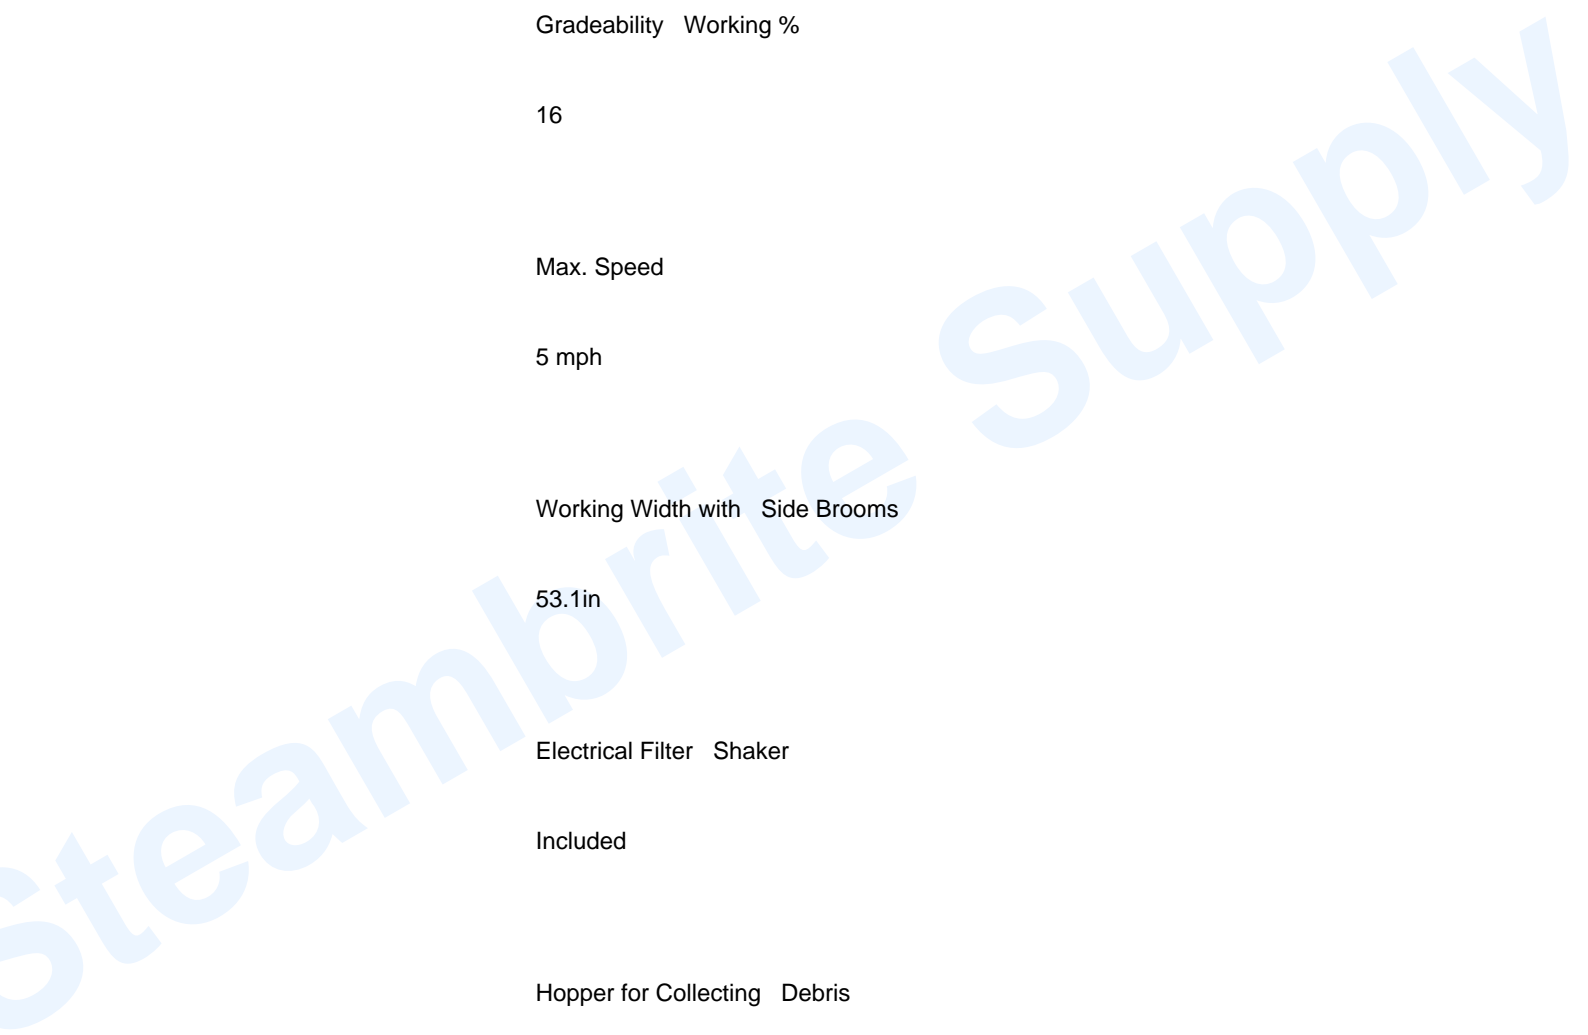 Gradeability Working %
16
Max. Speed
5 mph
Working Width with Side Brooms
53.1in
Electrical Filter Shaker
Included
Hopper for Collecting Debris
Steambrite Supply